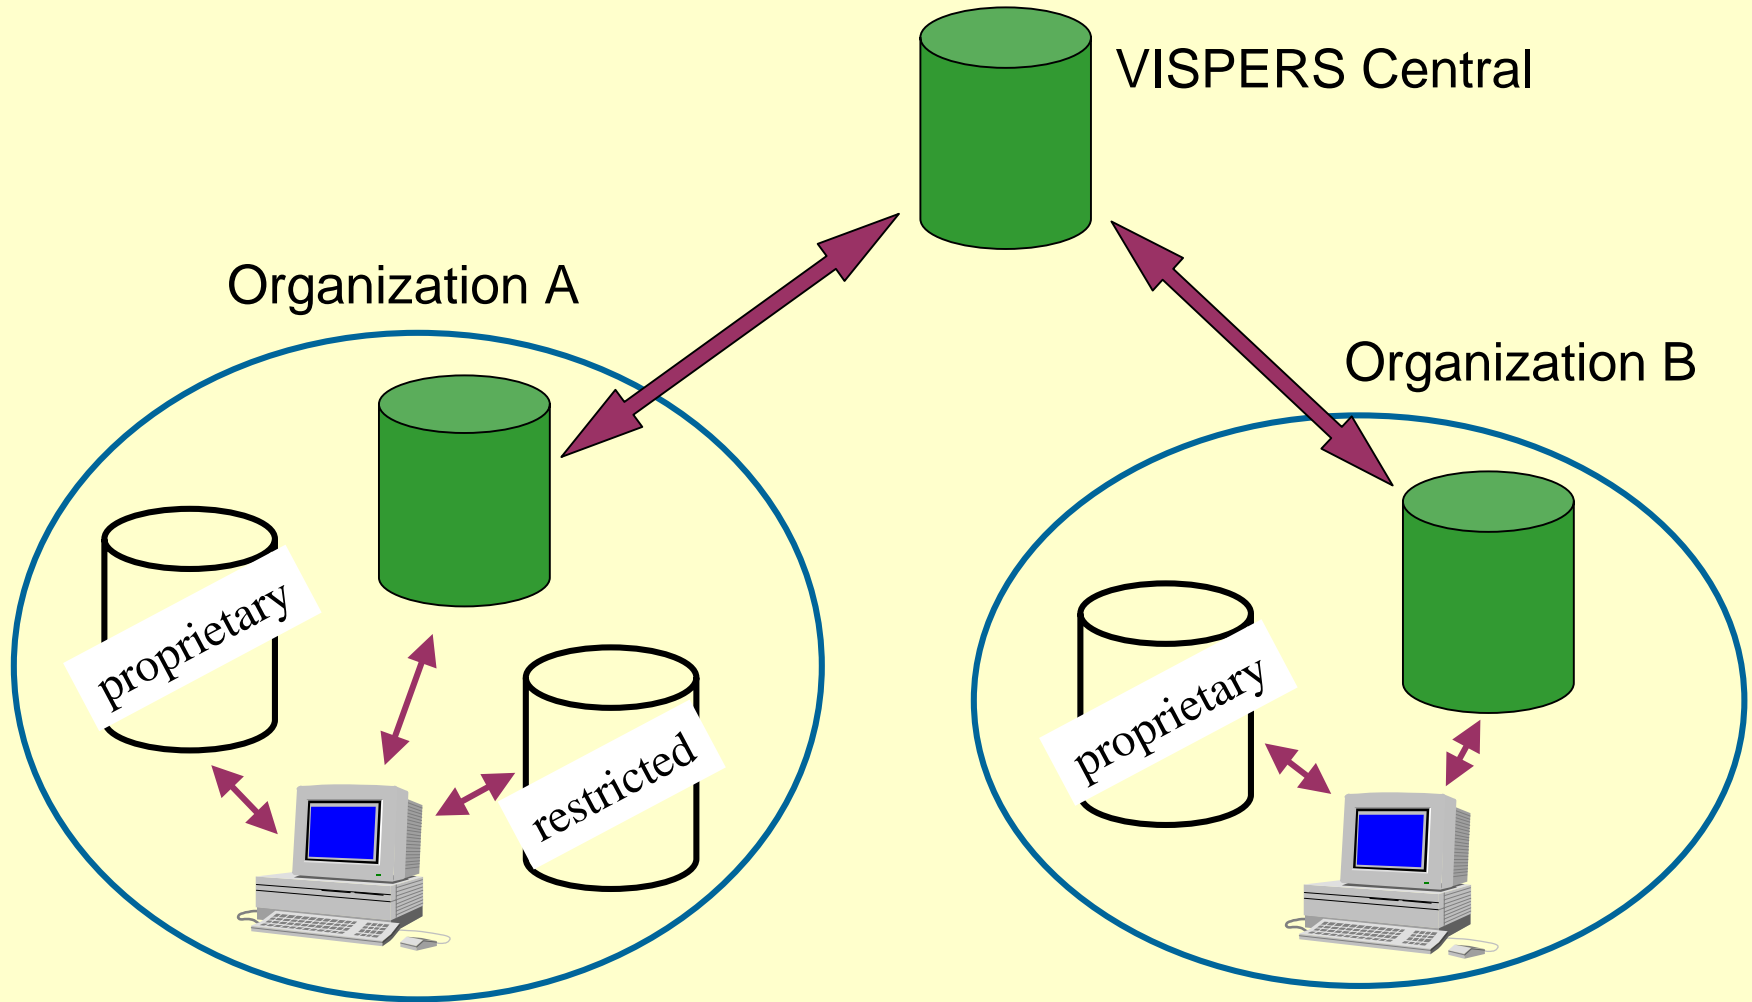 VISPERS Central
Organization A
Organization B
proprietary
restricted
proprietary